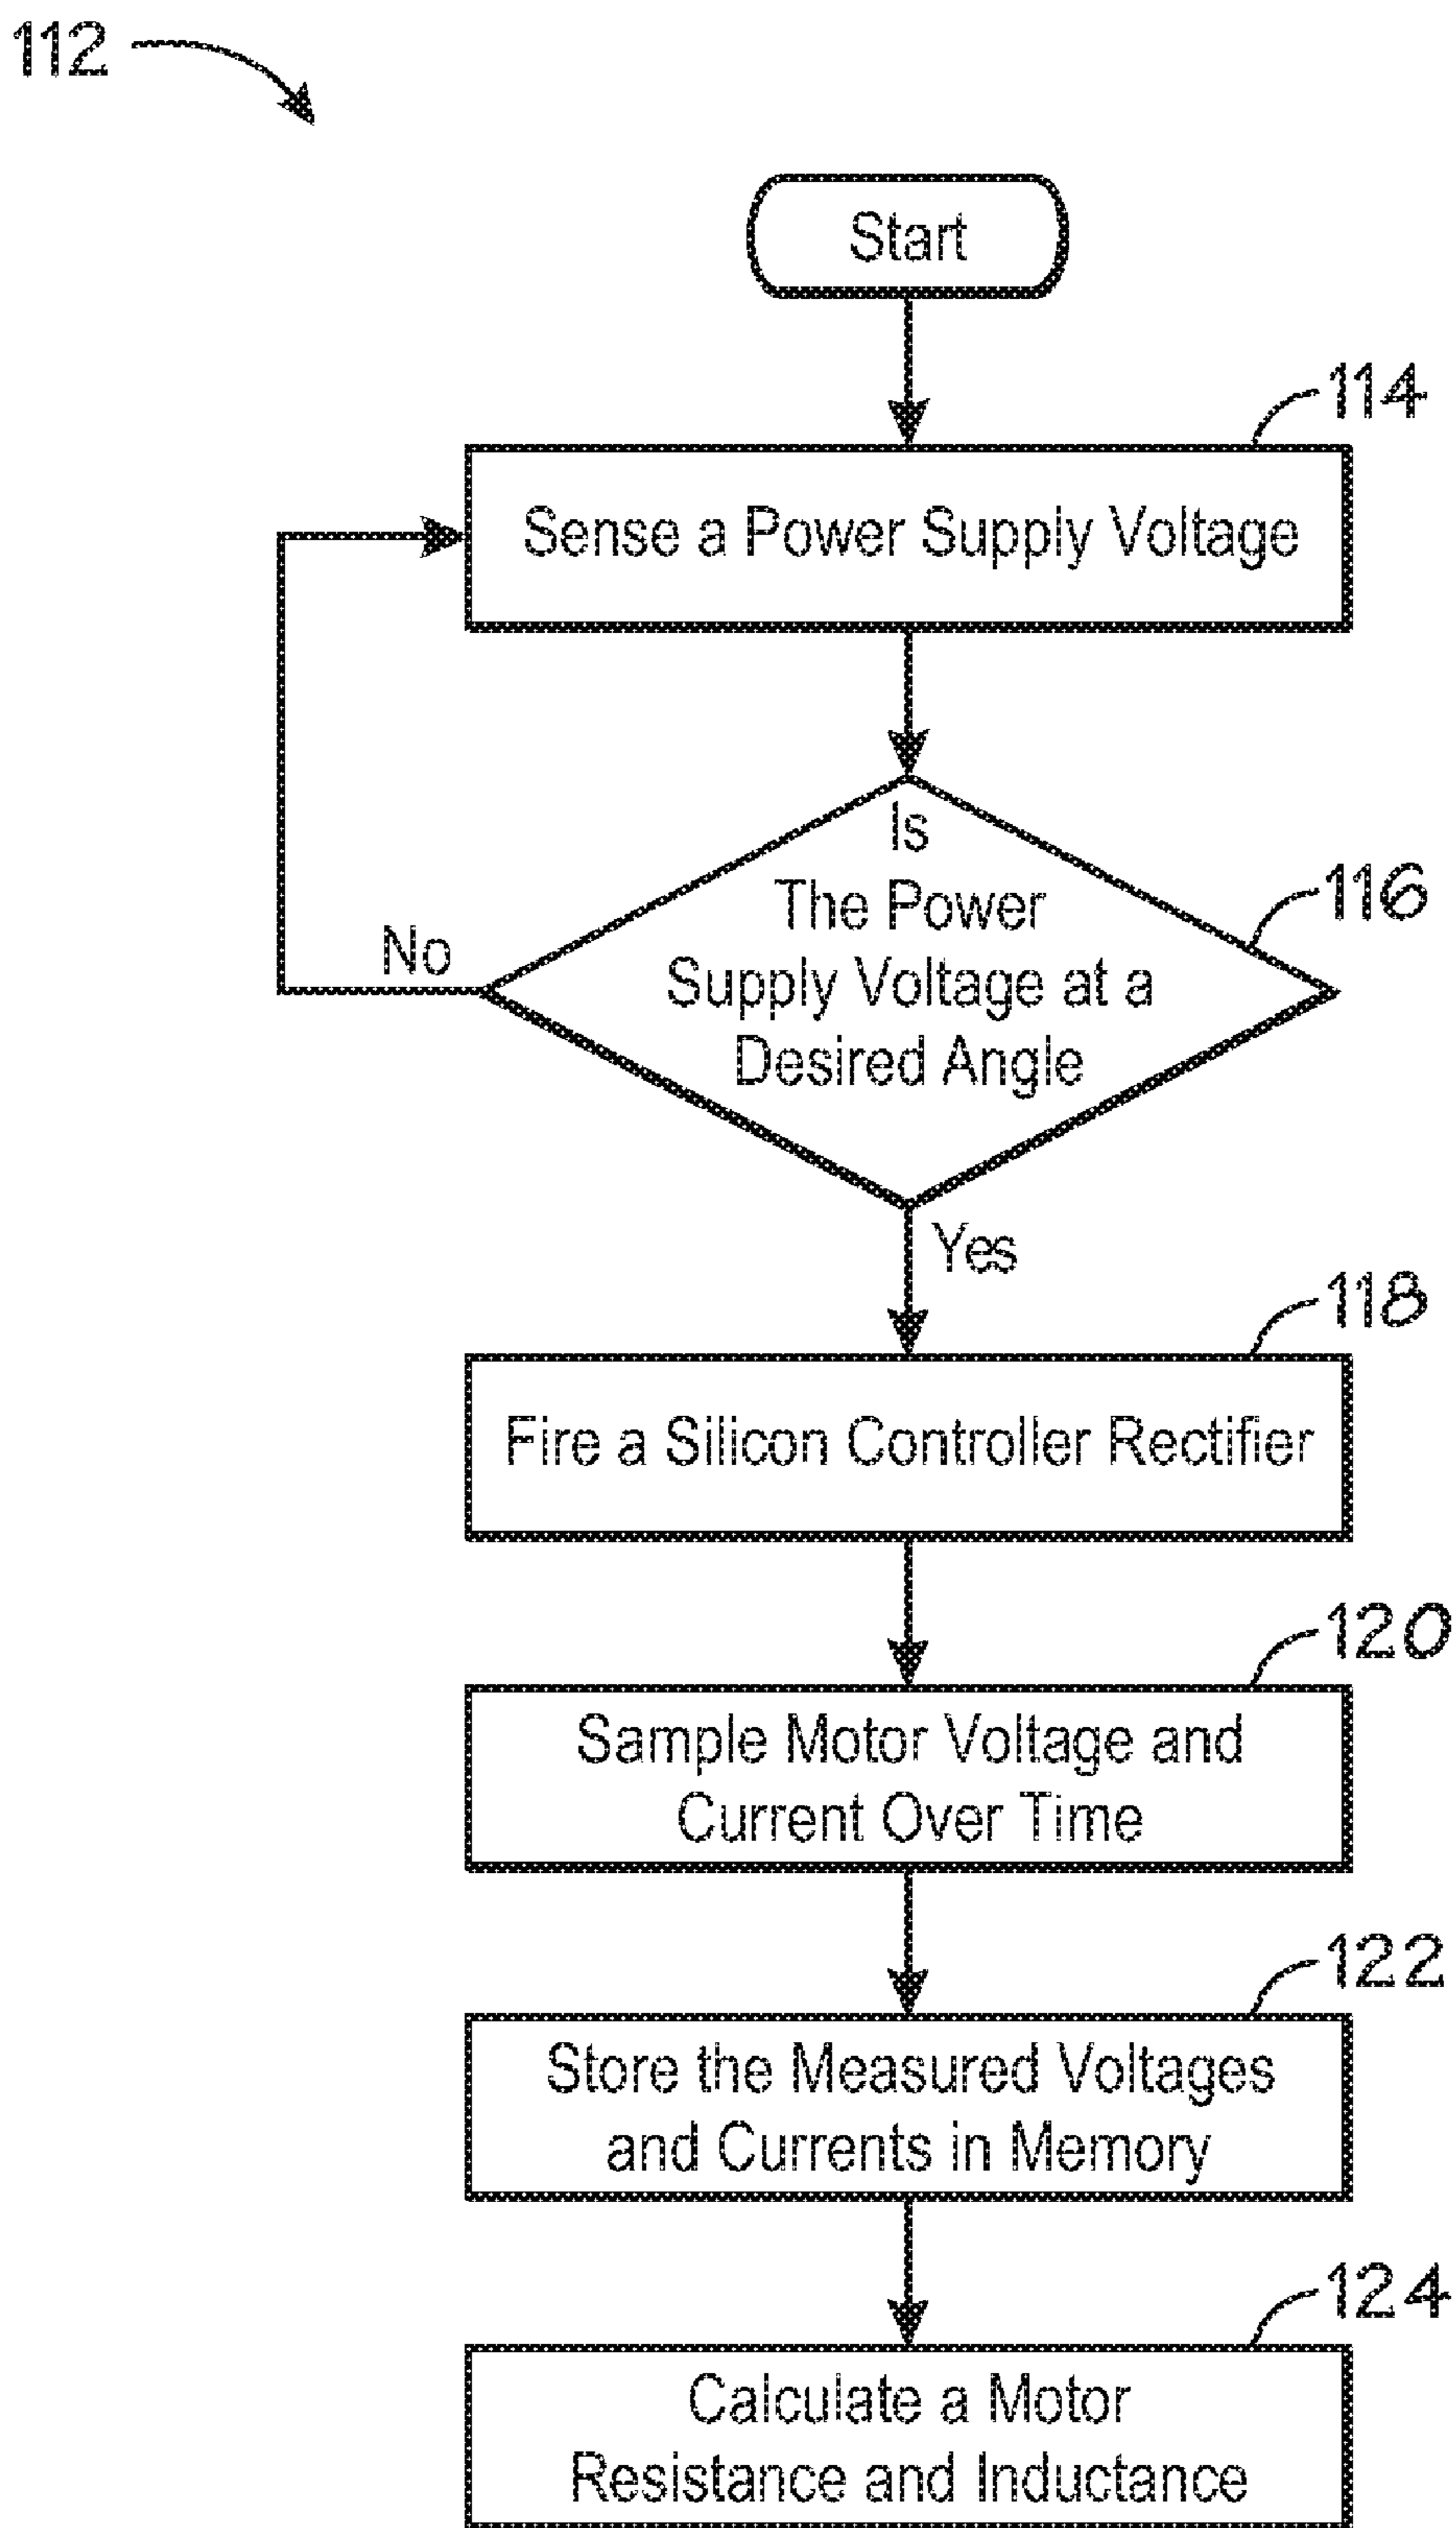 112
Start
114
Sense a Power Supply Voltage
Is
The Power
116
Supply Voltage at a
Desired Angle
No
Yes
118
Fire a Silicon Controller Rectifier
120
Sample Motor Voltage and
Current Over Time
122
Store the Measured Voltages
and Currents in Memory
124
Calculate a Motor
Resistance and Inductance